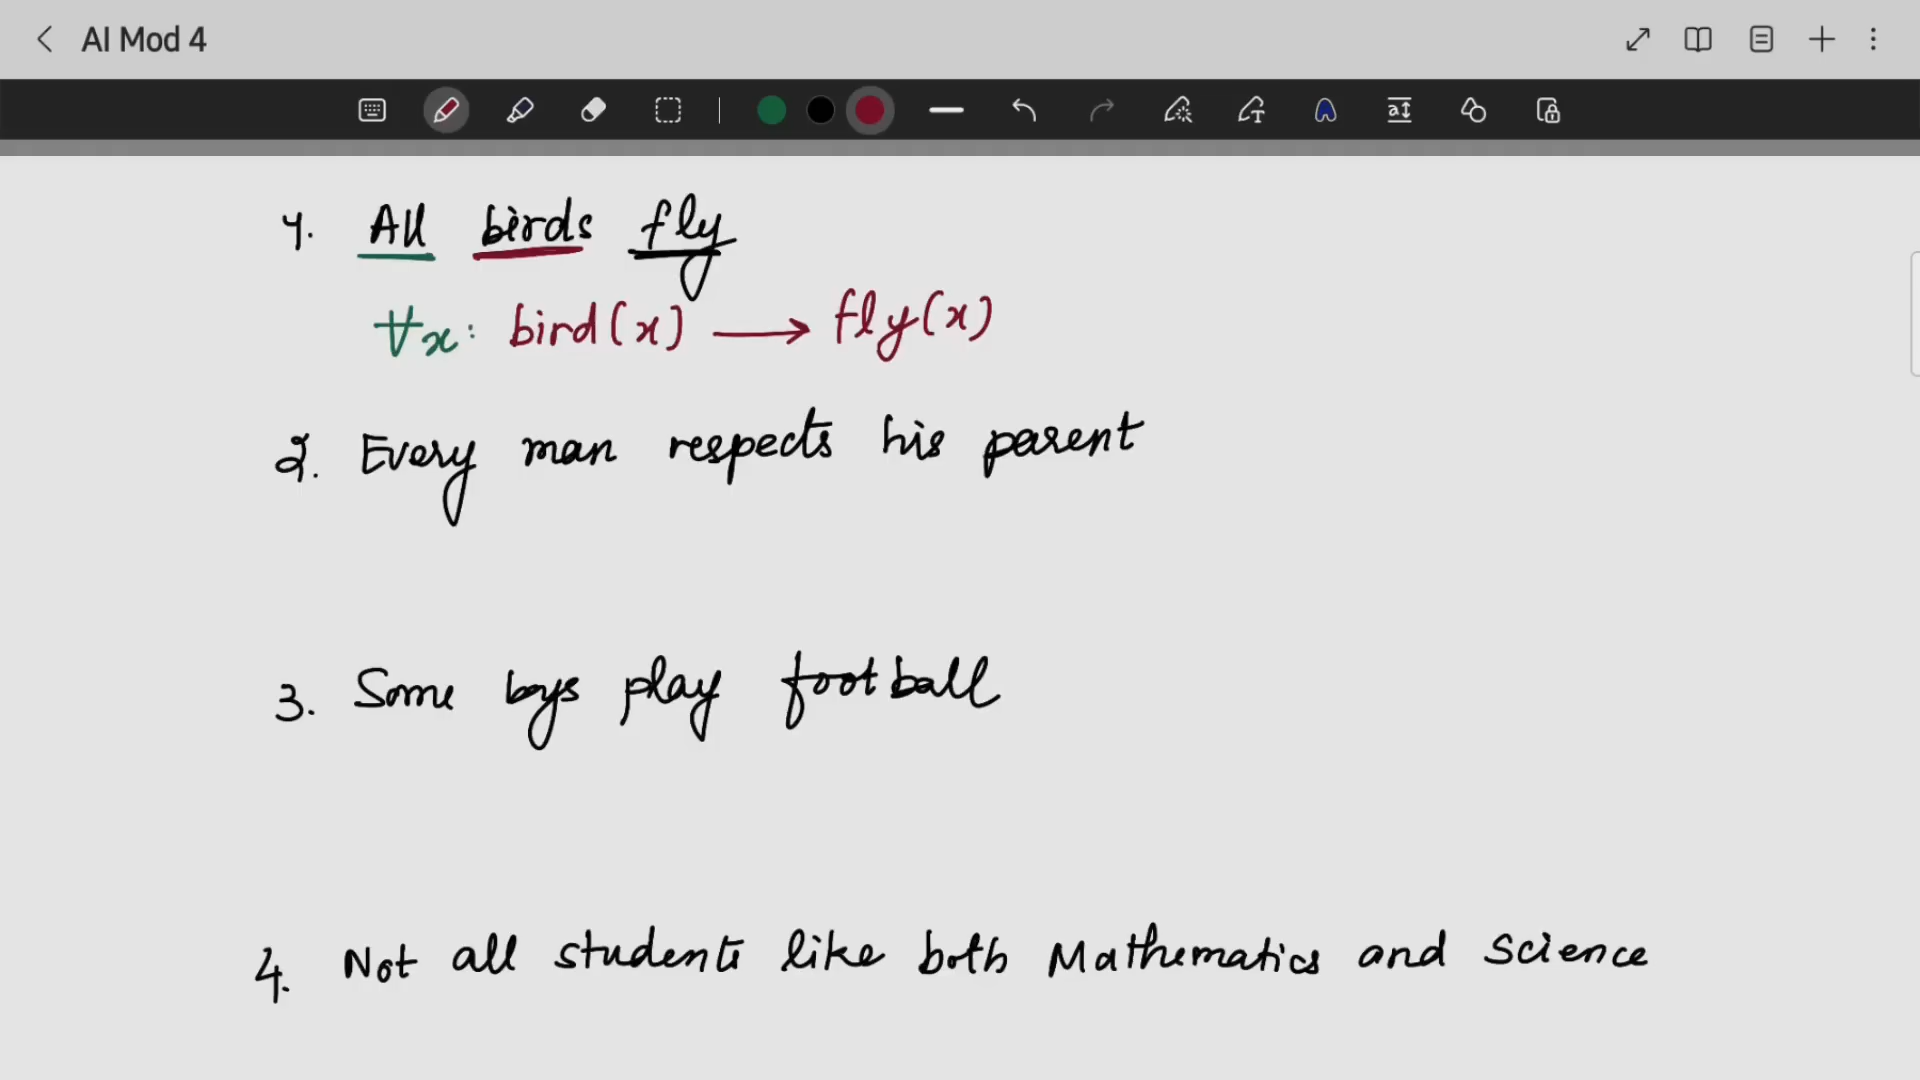 AI Mod 4
1. All birds fly
∀x: bird(x) ⟶ fly(x)
2. Every man respects his parent
3. Some boys play football
4. Not all students like both Mathematics and Science